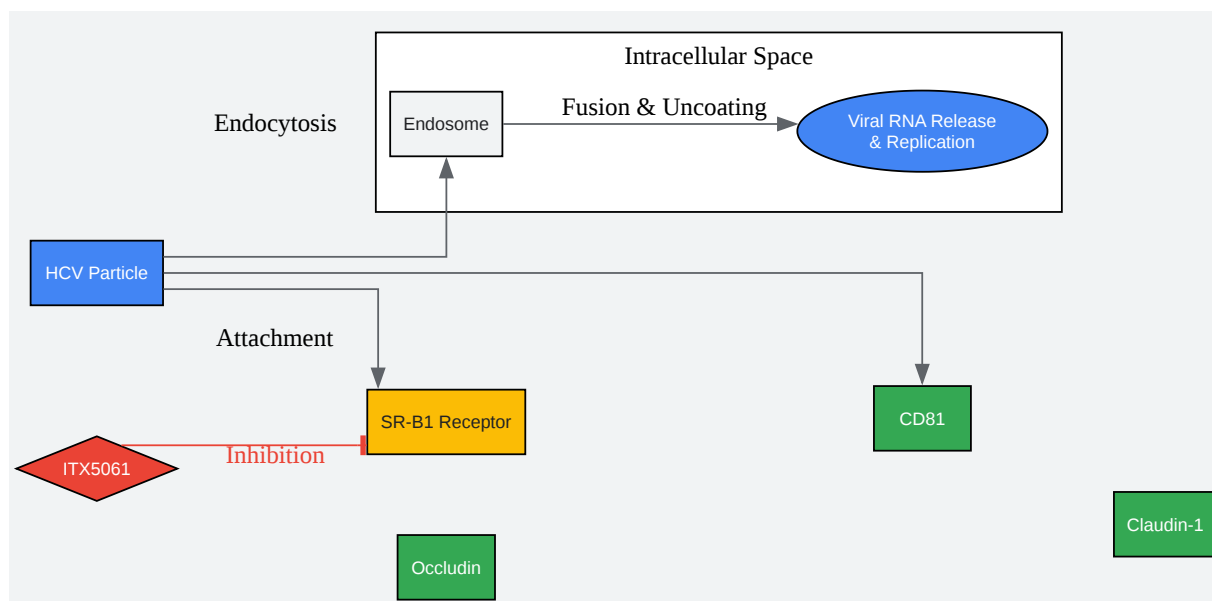 Intracellular Space
Endocytosis
Endosome
Fusion & Uncoating
Viral RNA Release
& Replication
HCV Particle
Attachment
SR-B1 Receptor
CD81
ITX5061
Inhibition
Claudin-1
Occludin